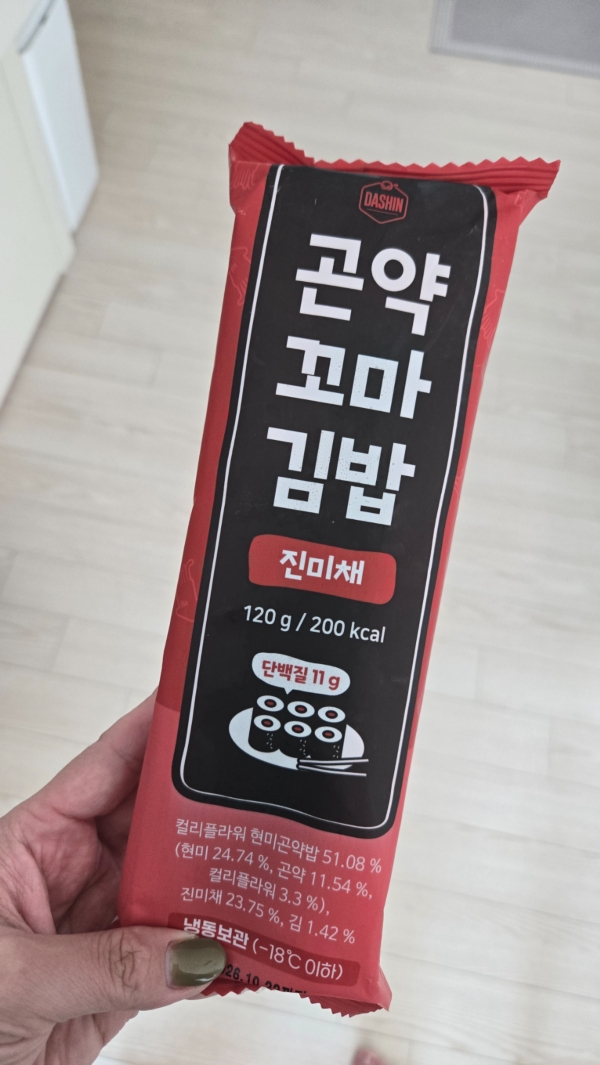 DASHIN
곤약
꼬마
김밥
진미채
120 g / 200 kcal
단백질 11 g
컬리플라워 현미곤약밥 51.08 %
(현미 24.74 %, 곤약 11.54 %,
컬리플라워 3.3 %),
진미채 23.75 %, 김 1.42 %
냉동보관 (-18℃ 이하)